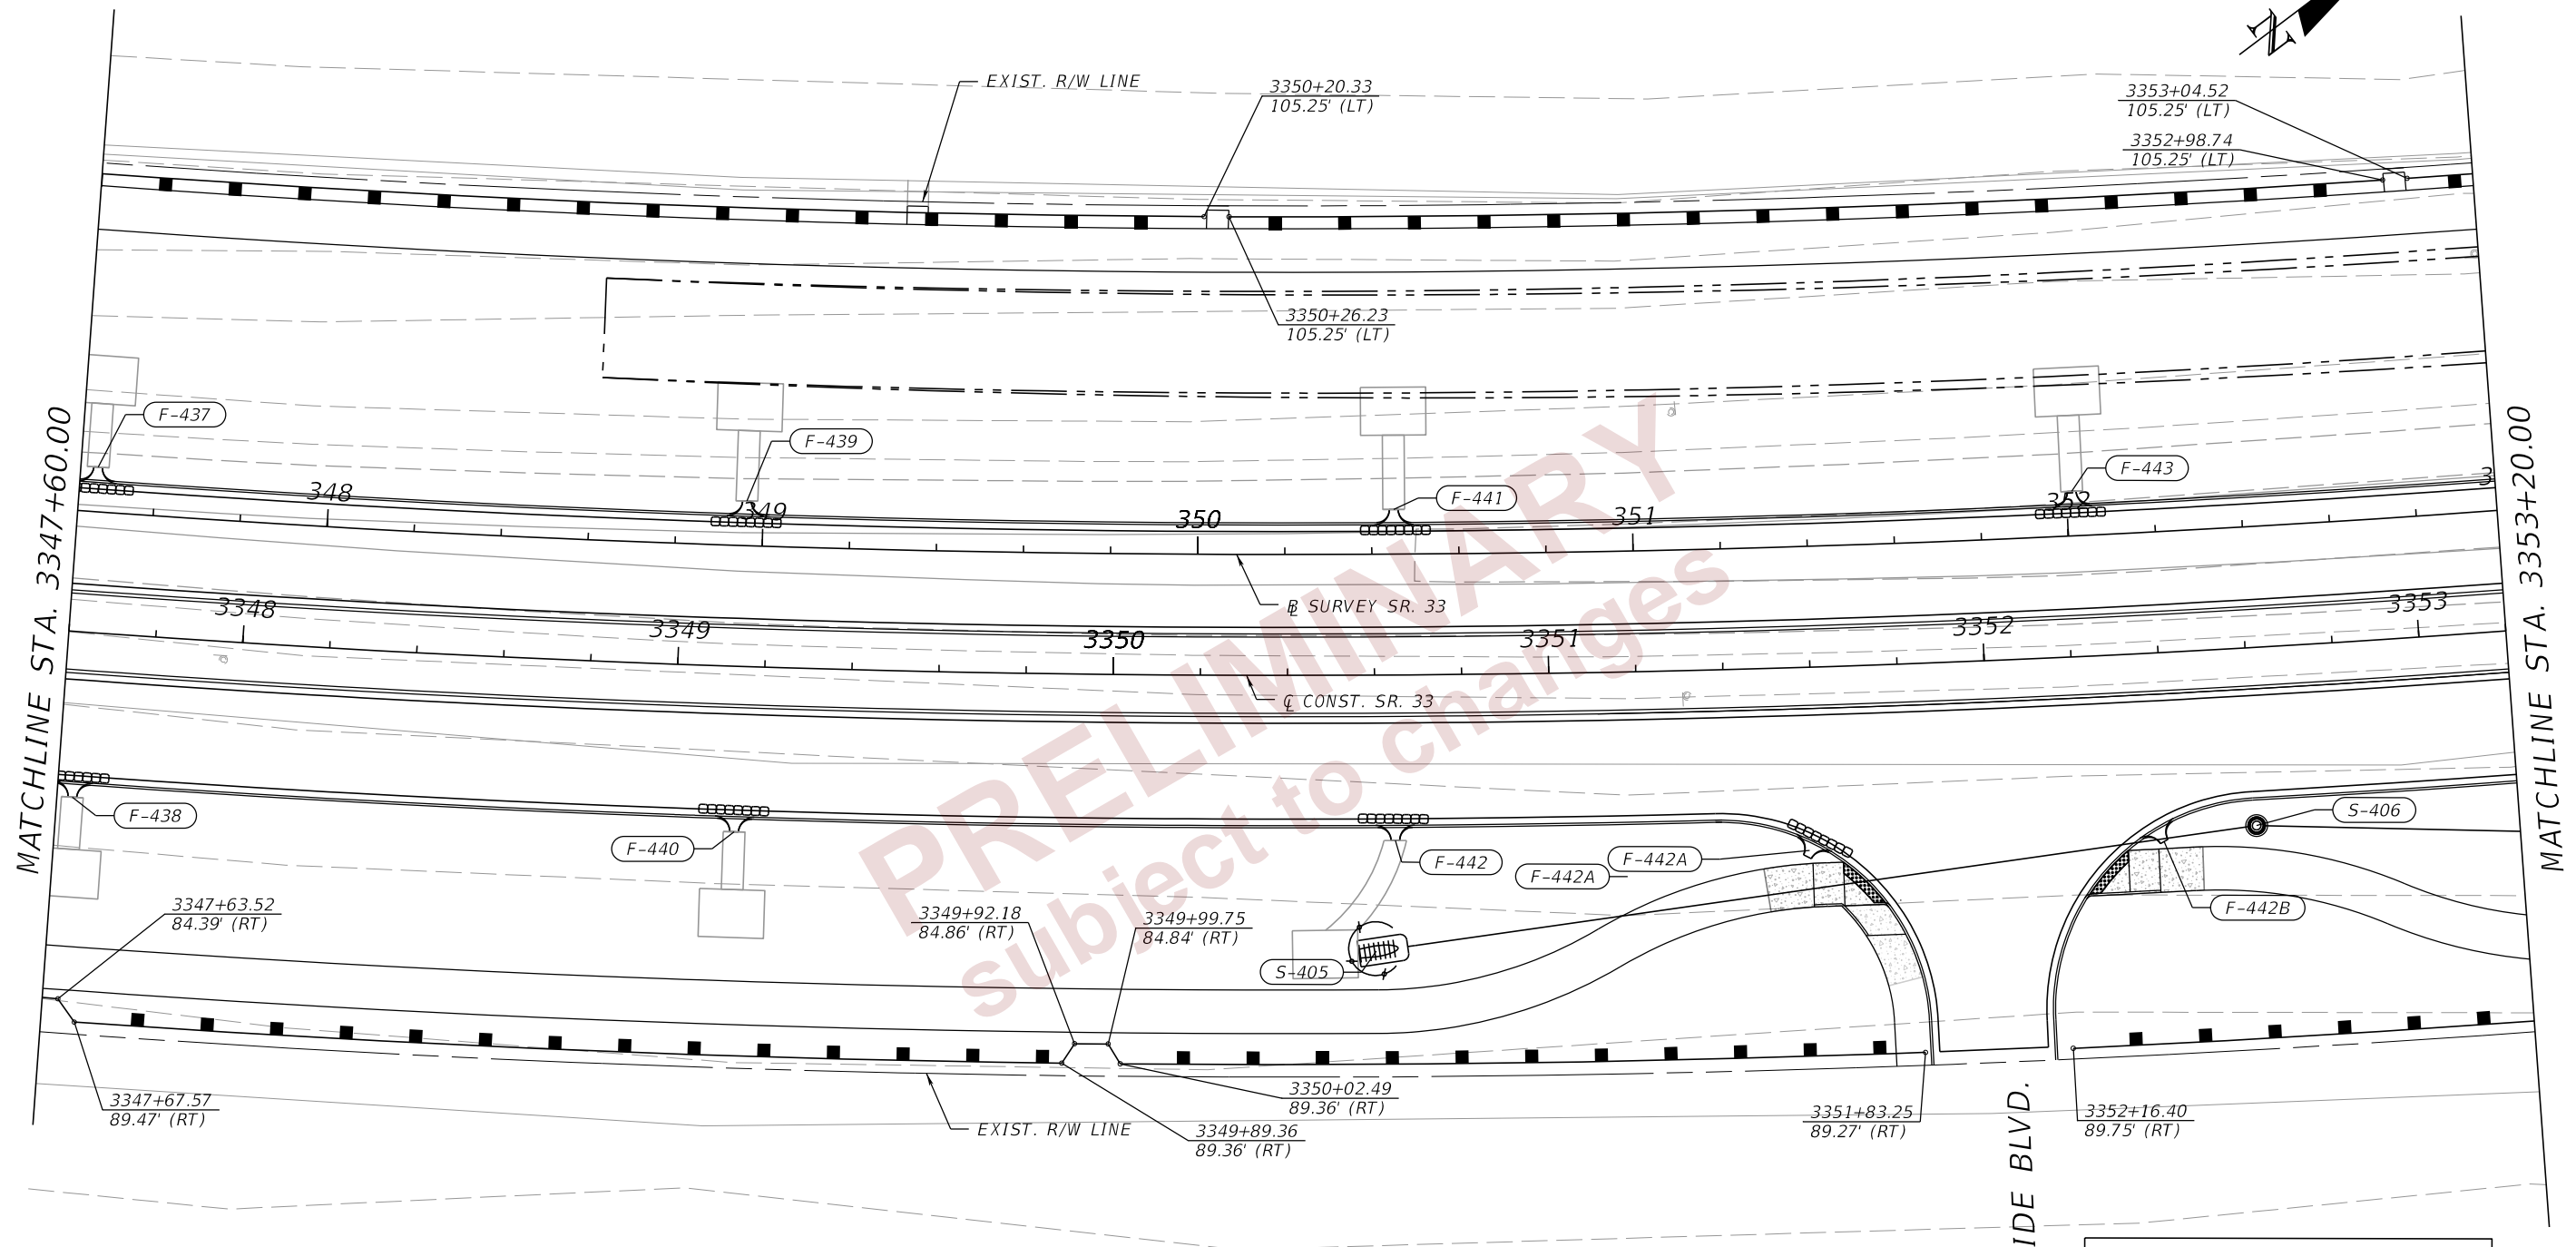 N
EXIST. R/W LINE
3350+20.33
105.25' (LT)
3353+04.52
105.25' (LT)
3352+98.74
105.25' (LT)
3350+26.23
105.25' (LT)
F-437
F-439
F-441
F-443
MATCHLINE STA. 3347+60.00
MATCHLINE STA. 3353+20.00
348
349
350
351
352
3
B SURVEY SR. 33
3348
3349
3350
3351
3352
3353
CL CONST. SR. 33
PRELIMINARY
subject to changes
F-438
F-440
F-442
F-442A
F-442A
S-406
F-442B
S-405
3347+63.52
84.39' (RT)
3349+92.18
84.86' (RT)
3349+99.75
84.84' (RT)
3347+67.57
89.47' (RT)
3350+02.49
89.36' (RT)
EXIST. R/W LINE
3349+89.36
89.36' (RT)
3351+83.25
89.27' (RT)
3352+16.40
89.75' (RT)
IDE BLVD.